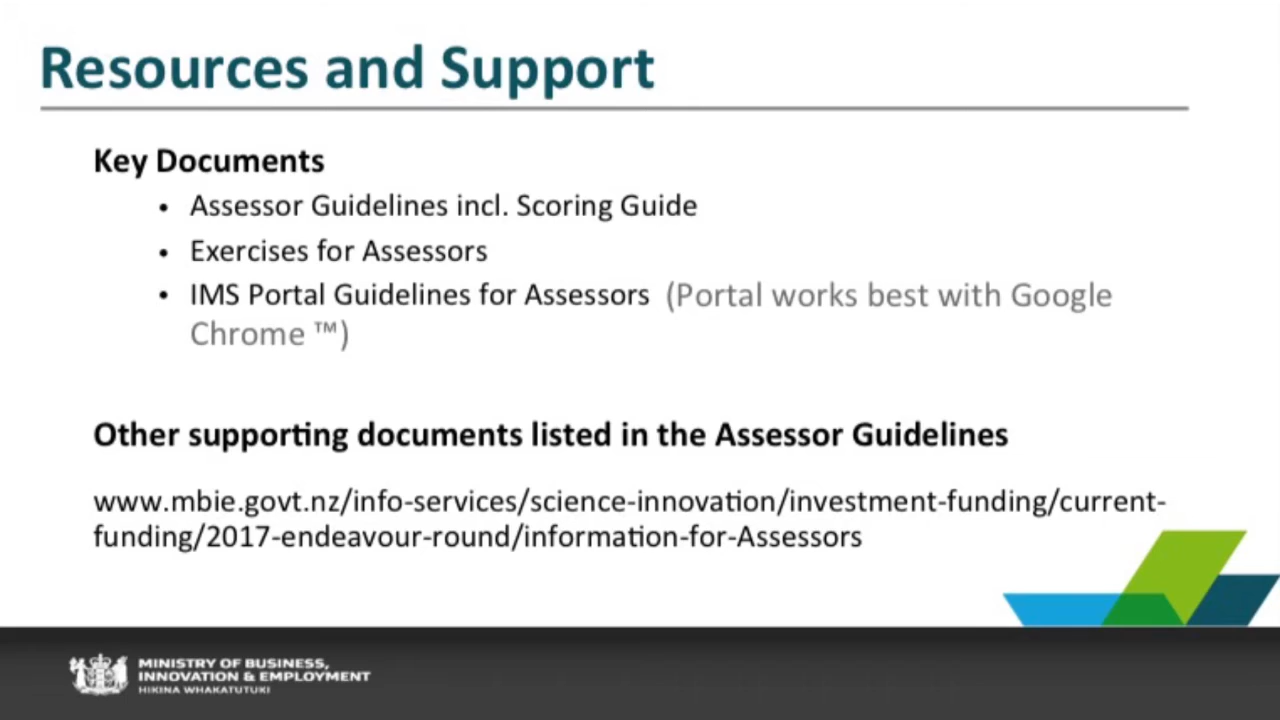 Resources and Support
Key Documents
• Assessor Guidelines incl. Scoring Guide
• Exercises for Assessors
• IMS Portal Guidelines for Assessors (Portal works best with Google
Chrome ™)
Other supporting documents listed in the Assessor Guidelines
www.mbie.govt.nz/info-services/science-innovation/investment-funding/current-
funding/2017-endeavour-round/information-for-Assessors
MINISTRY OF BUSINESS,
INNOVATION & EMPLOYMENT
HIKINA WHAKATUTUKI